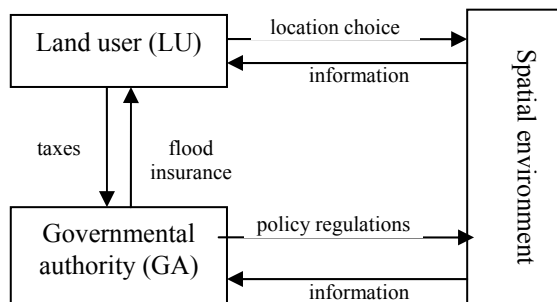 Land user (LU)
location choice
information
taxes
flood
insurance
Governmental
authority (GA)
policy regulations
information
Spatial environment